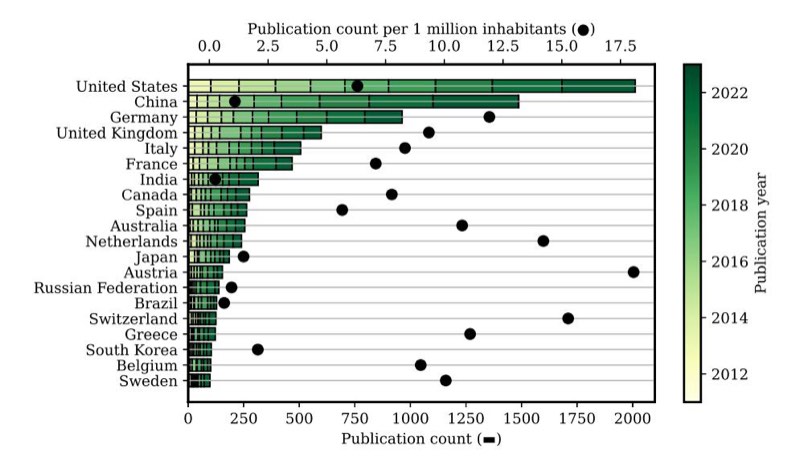 Publication count per 1 million inhabitants (●)
0.0 2.5 5.0 7.5 10.0 12.5 15.0 17.5
United States
China
Germany
United Kingdom
Italy
France
India
Canada
Spain
Australia
Netherlands
Japan
Austria
Russian Federation
Brazil
Switzerland
Greece
South Korea
Belgium
Sweden
0 250 500 750 1000 1250 1500 1750 2000
Publication count (▬)
2022
2020
2018
2016
2014
2012
Publication year